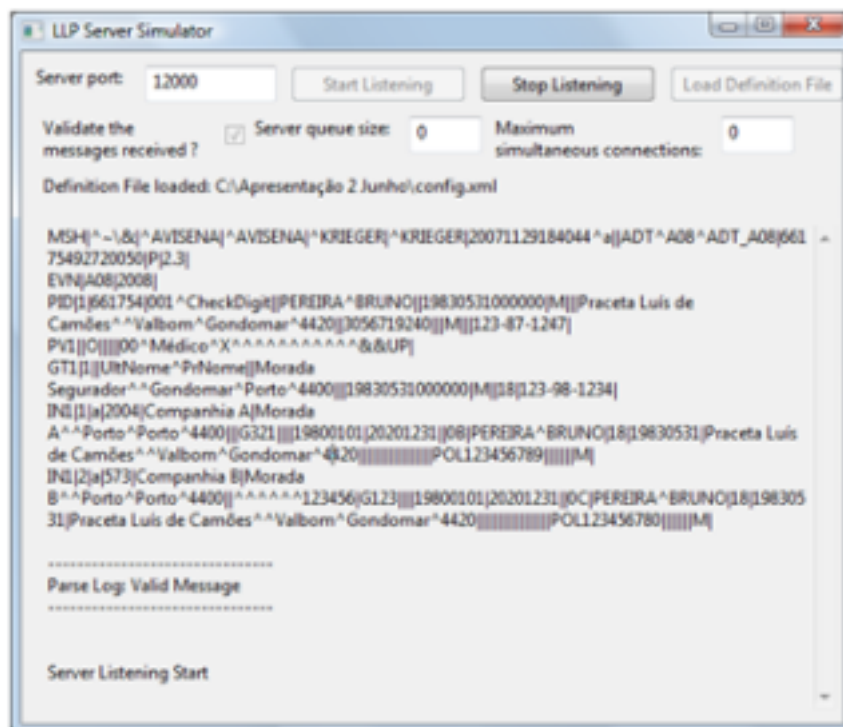 LLP Server Simulator
Server port: 12000 Start Listening Stop Listening Load Definition File
Validate the messages received ? Server queue size: 0 Maximum simultaneous connections: 0
Definition File loaded: C:\Apresentação 2 Junho\config.xml
MSH|^~\&|^AVISENA|^AVISENA|^KRIEGER|^KRIEGER|20071129184044^a||ADT^A08^ADT_A08|661
75492720050|P|2.3|
EVN|A08|2008|
PID|1|661754|001^CheckDigit||PEREIRA^BRUNO||19830531000000|M|||Praceta Luís de
Camões^^Valbom^Gondomar^4420||3056719240|||M|||123-87-1247|
PV1||O|||||00^Médico^X^^^^^^^^^^^&&UP|
GT1|1||UltNome^PrNome||Morada
Segurador^^Gondomar^Porto^4400|||19830531000000|M||18|123-98-1234|
IN1|1|a|2004|Companhia A|Morada
A^^Porto^Porto^4400|||G321||||19800101|20201231||0B|PEREIRA^BRUNO|18|19830531|Praceta Luís
de Camões^^Valbom^Gondomar^4420|||||||||||||||||POL123456789|||||||M|
IN1|2|a|573|Companhia B|Morada
B^^Porto^Porto^4400||^^^^^^123456|G123||||19800101|20201231||0C|PEREIRA^BRUNO|18|198305
31|Praceta Luís de Camões^^Valbom^Gondomar^4420|||||||||||||||||POL123456780|||||||M|
--------------------------------
Parse Log: Valid Message
--------------------------------
Server Listening Start